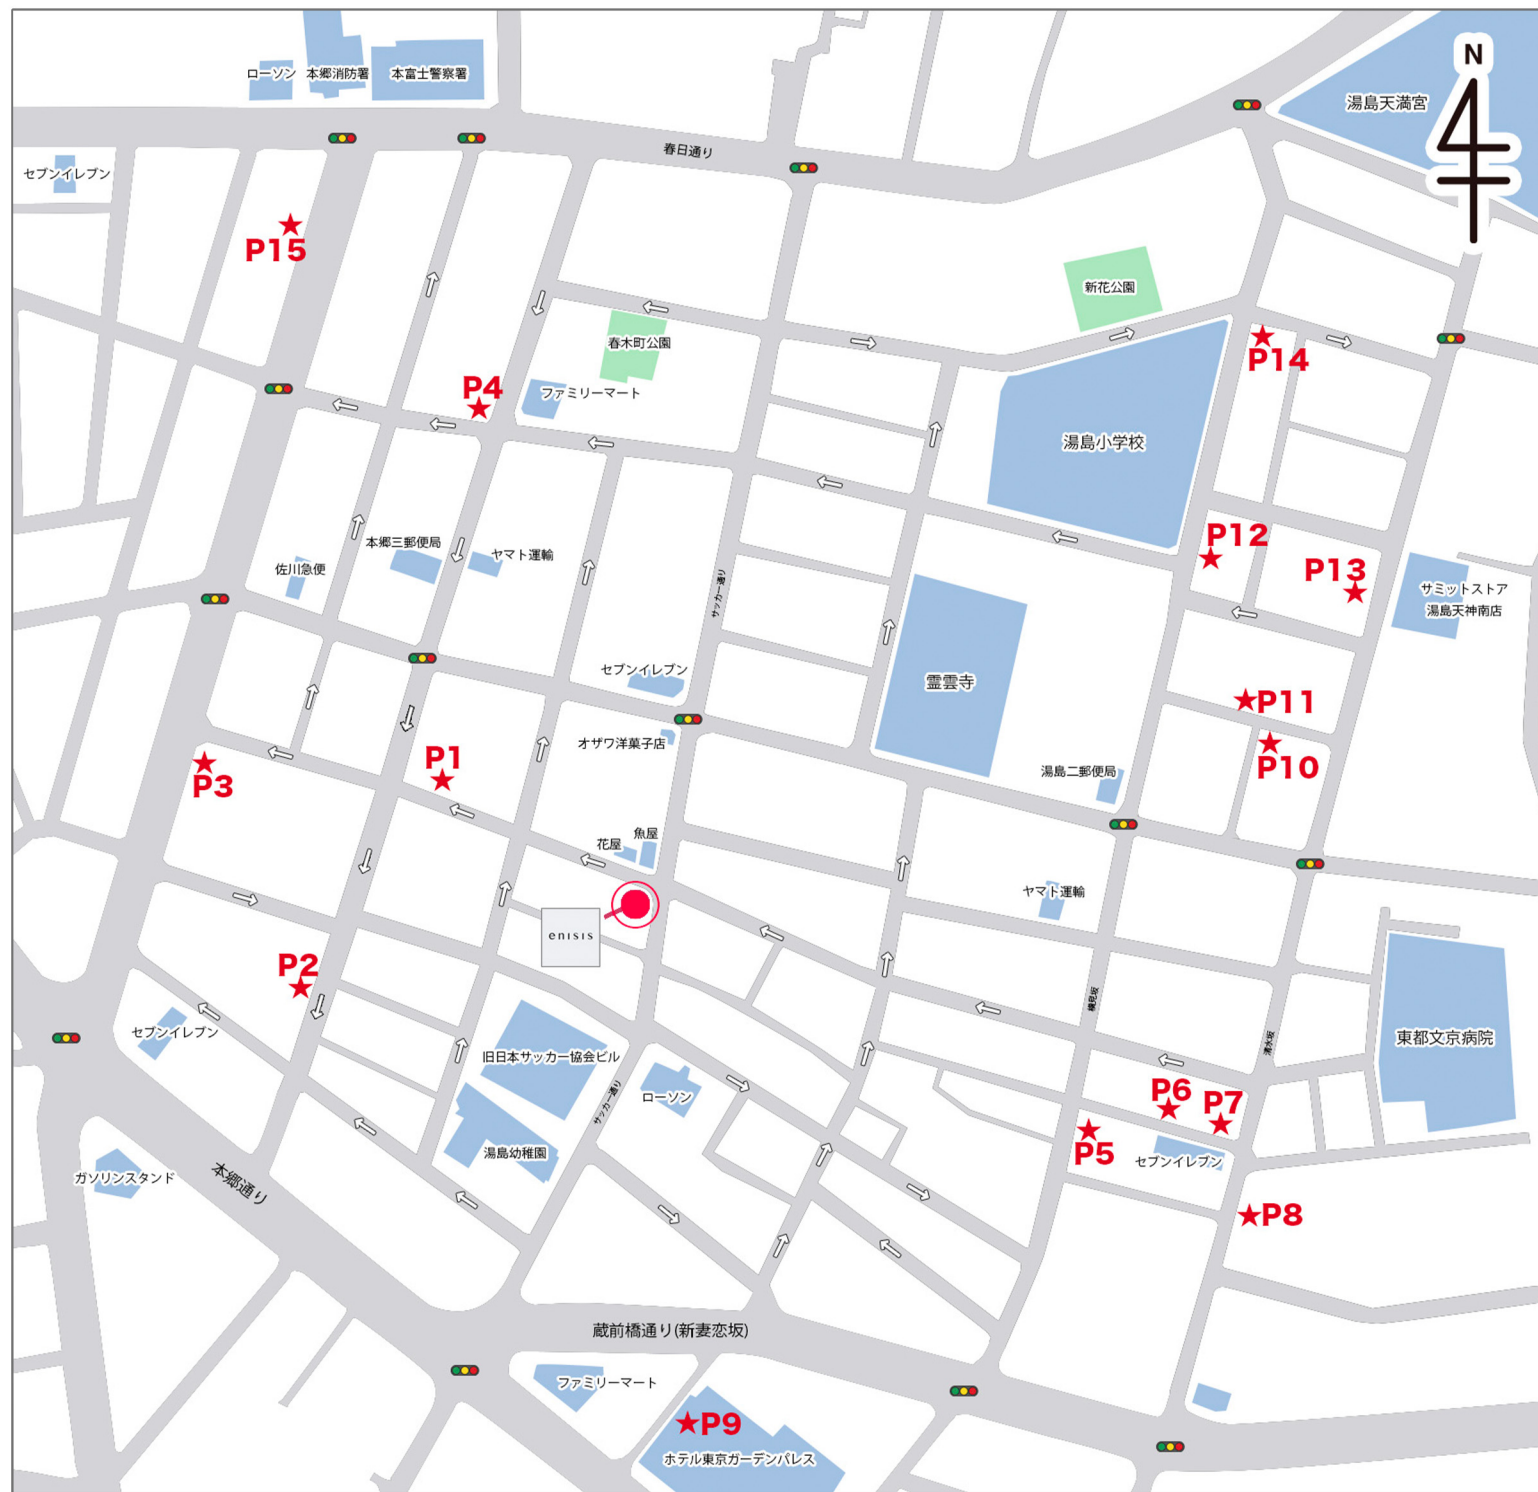 N
ローソン
本郷消防署
本富士警察署
湯島天満宮
春日通り
セブンイレブン
P15
新花公園
春木町公園
P14
P4
ファミリーマート
湯島小学校
P12
本郷三郵便局
ヤマト運輸
佐川急便
P13
サミットストア
湯島天神南店
サッカー通り
セブンイレブン
霊雲寺
P11
オザワ洋菓子店
P1
P3
湯島二郵便局
P10
魚屋
花屋
ヤマト運輸
enisis
P2
セブンイレブン
旧日本サッカー協会ビル
東都文京病院
清水坂
サッカー通り
ローソン
P6
P7
P5
セブンイレブン
湯島幼稚園
ガソリンスタンド
本郷通り
P8
蔵前橋通り(新妻恋坂)
ファミリーマート
P9
ホテル東京ガーデンパレス